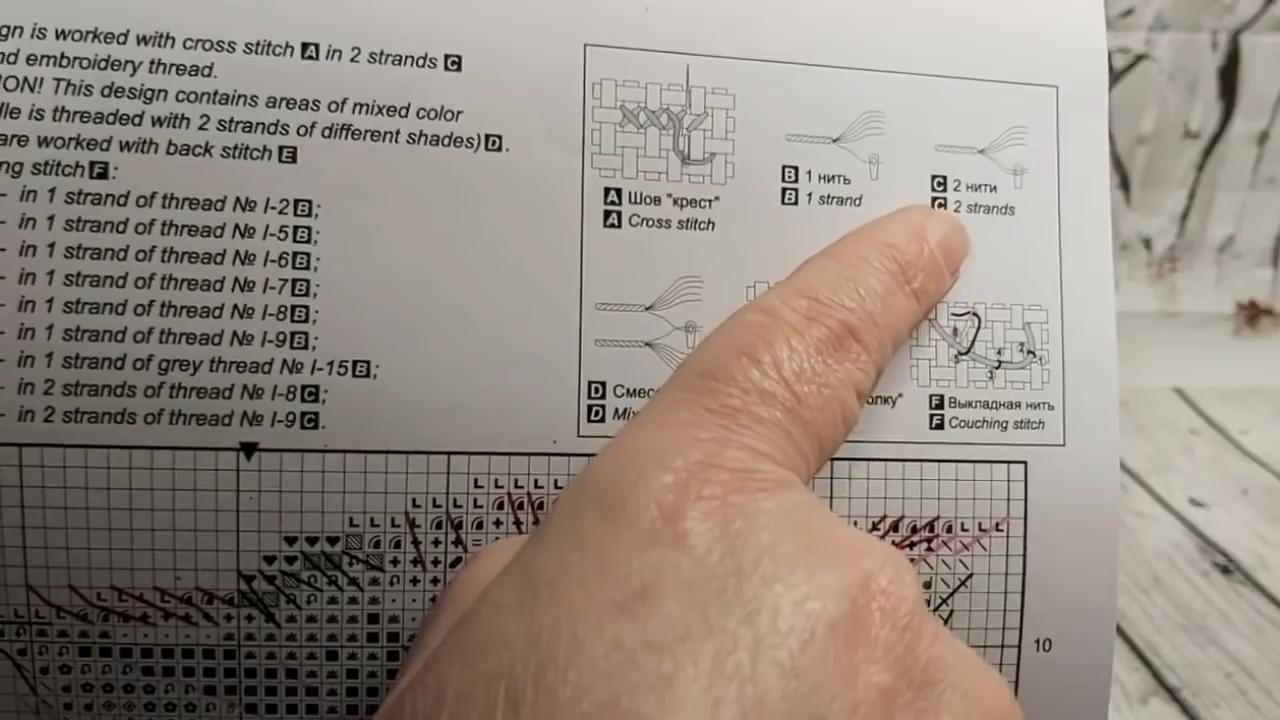 gn is worked with cross stitch A in 2 strands C
nd embroidery thread.
ION! This design contains areas of mixed color
lle is threaded with 2 strands of different shades) D.
are worked with back stitch E
ng stitch F:
- in 1 strand of thread № I-2 B;
- in 1 strand of thread № I-5 B;
- in 1 strand of thread № I-6 B;
- in 1 strand of thread № I-7 B;
- in 1 strand of thread № I-8 B;
- in 1 strand of thread № I-9 B;
- in 1 strand of grey thread № I-15 B;
- in 2 strands of thread № I-8 C;
- in 2 strands of thread № I-9 C.
A Шов "крест"
A Cross stitch
B 1 нить
B 1 strand
C 2 нити
C 2 strands
D Смес
D Mix
олку"
F Выкладная нить
F Couching stitch
10